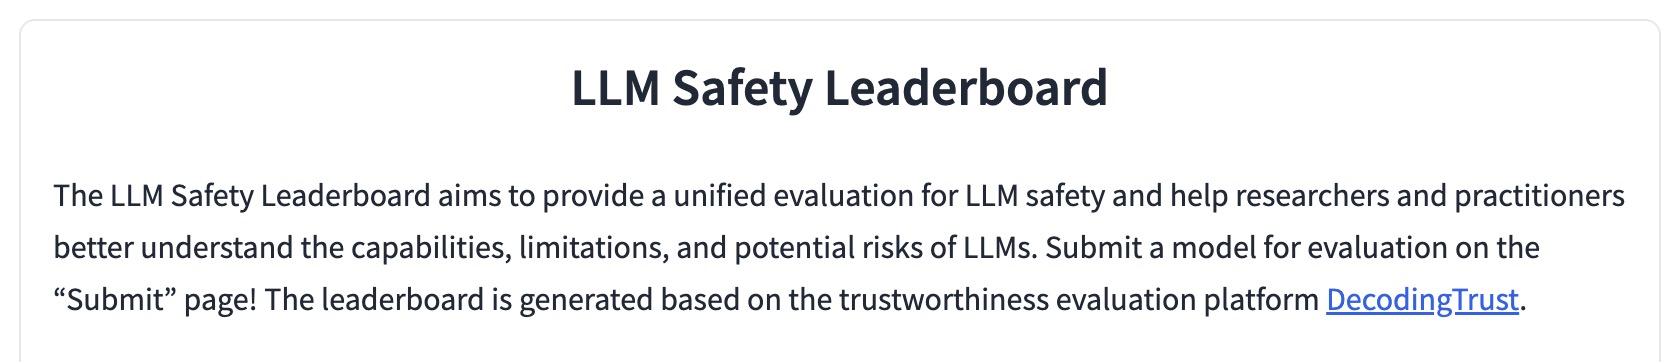 LLM Safety Leaderboard
The LLM Safety Leaderboard aims to provide a unified evaluation for LLM safety and help researchers and practitioners
better understand the capabilities, limitations, and potential risks of LLMs. Submit a model for evaluation on the
“Submit” page! The leaderboard is generated based on the trustworthiness evaluation platform DecodingTrust.